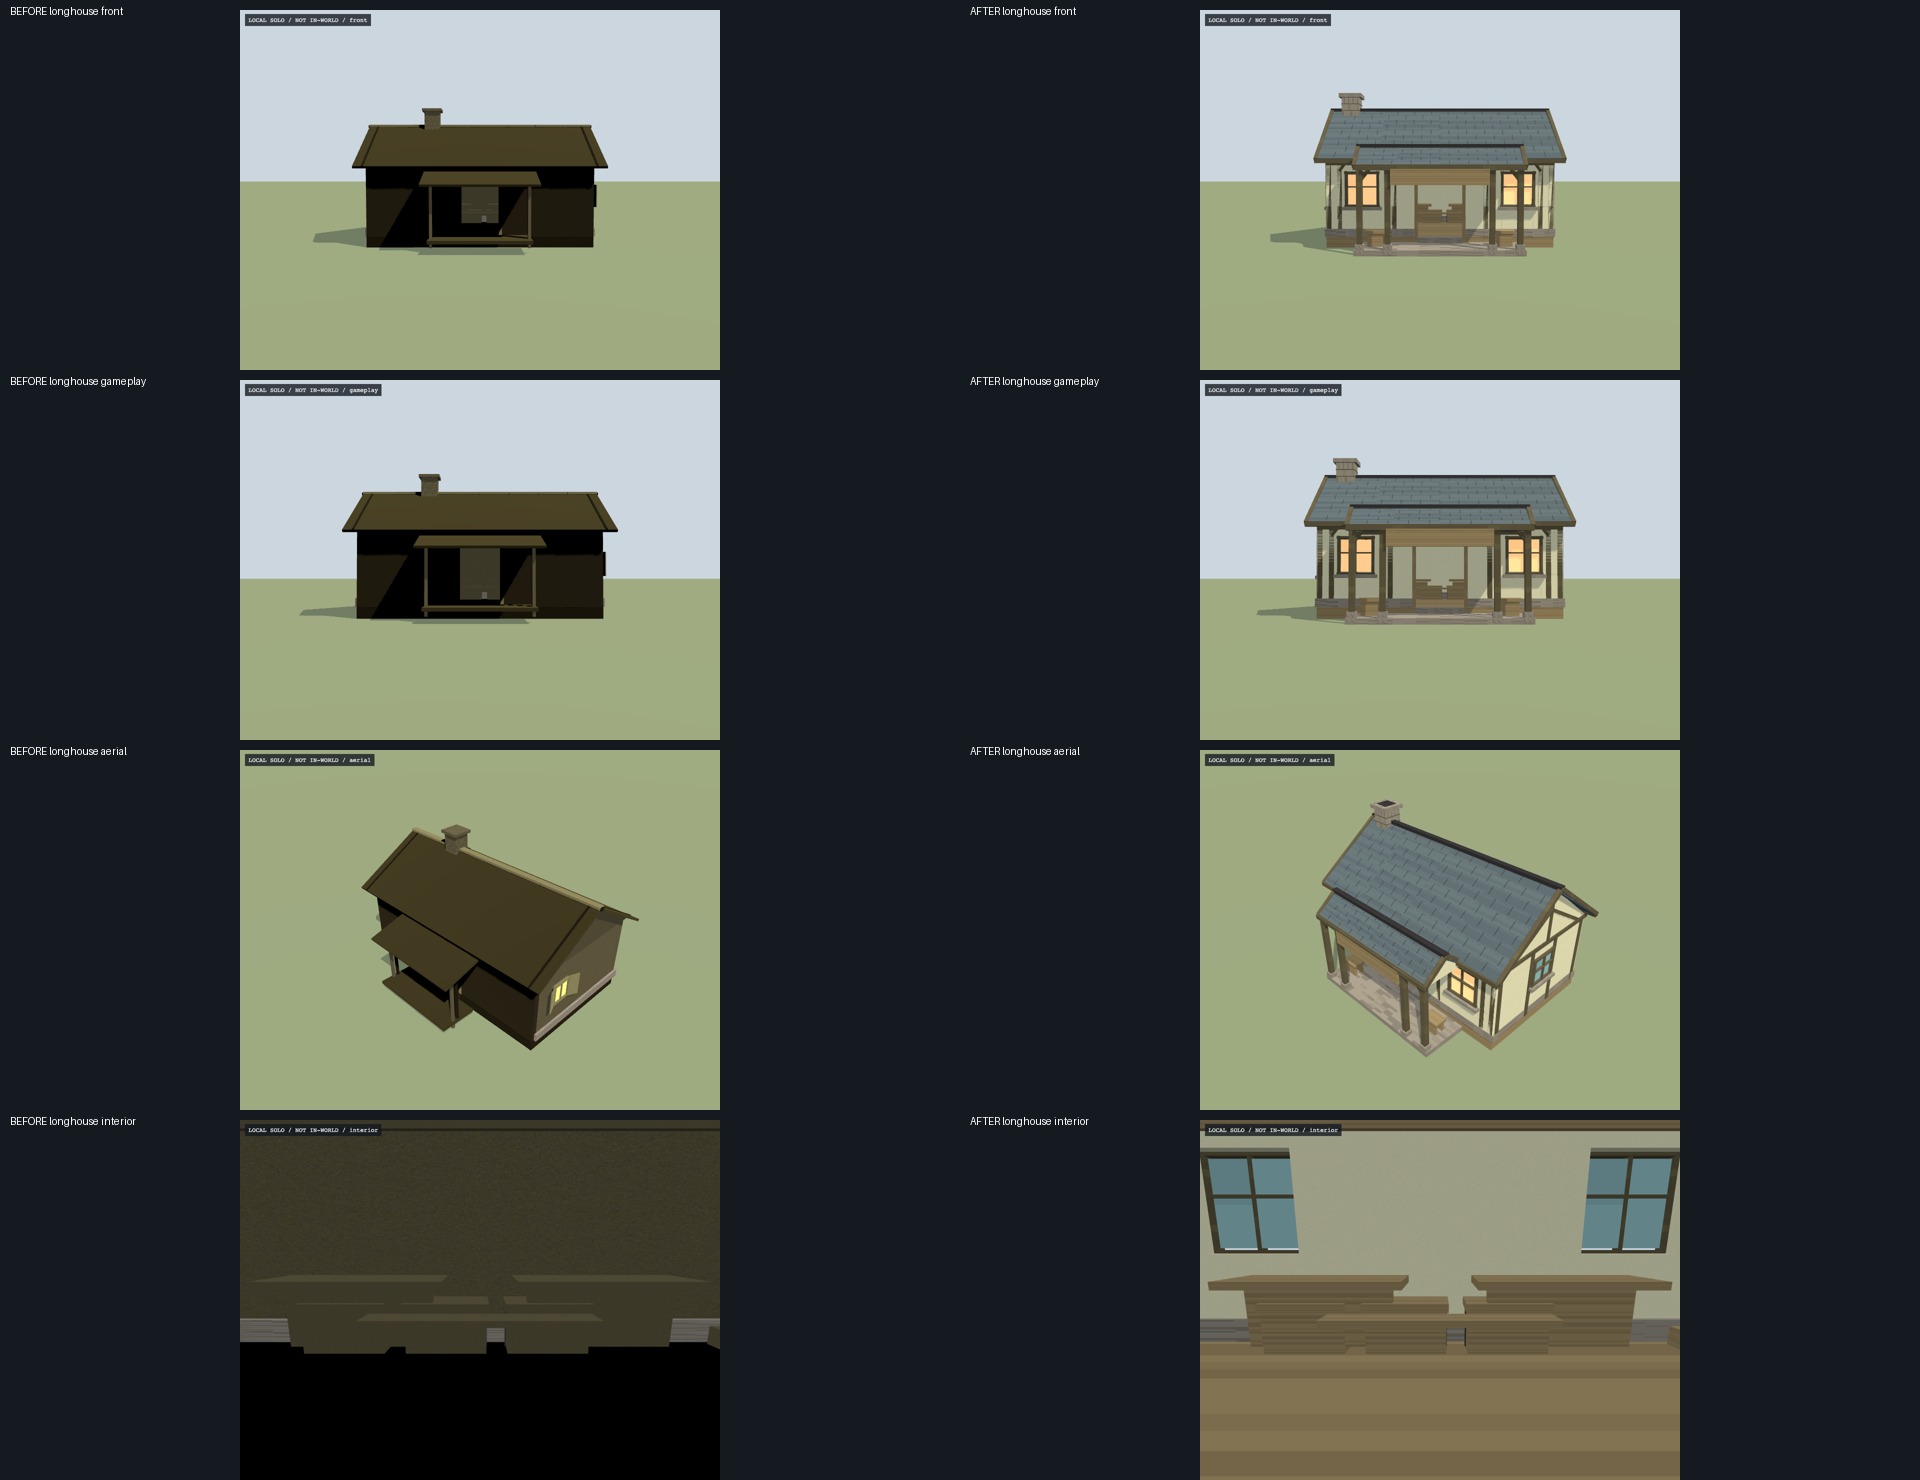 BEFORE longhouse front
LOCAL SOLO / NOT IN-WORLD / front
AFTER longhouse front
LOCAL SOLO / NOT IN-WORLD / front
BEFORE longhouse gameplay
LOCAL SOLO / NOT IN-WORLD / gameplay
AFTER longhouse gameplay
LOCAL SOLO / NOT IN-WORLD / gameplay
BEFORE longhouse aerial
LOCAL SOLO / NOT IN-WORLD / aerial
AFTER longhouse aerial
LOCAL SOLO / NOT IN-WORLD / aerial
BEFORE longhouse interior
LOCAL SOLO / NOT IN-WORLD / interior
AFTER longhouse interior
LOCAL SOLO / NOT IN-WORLD / interior